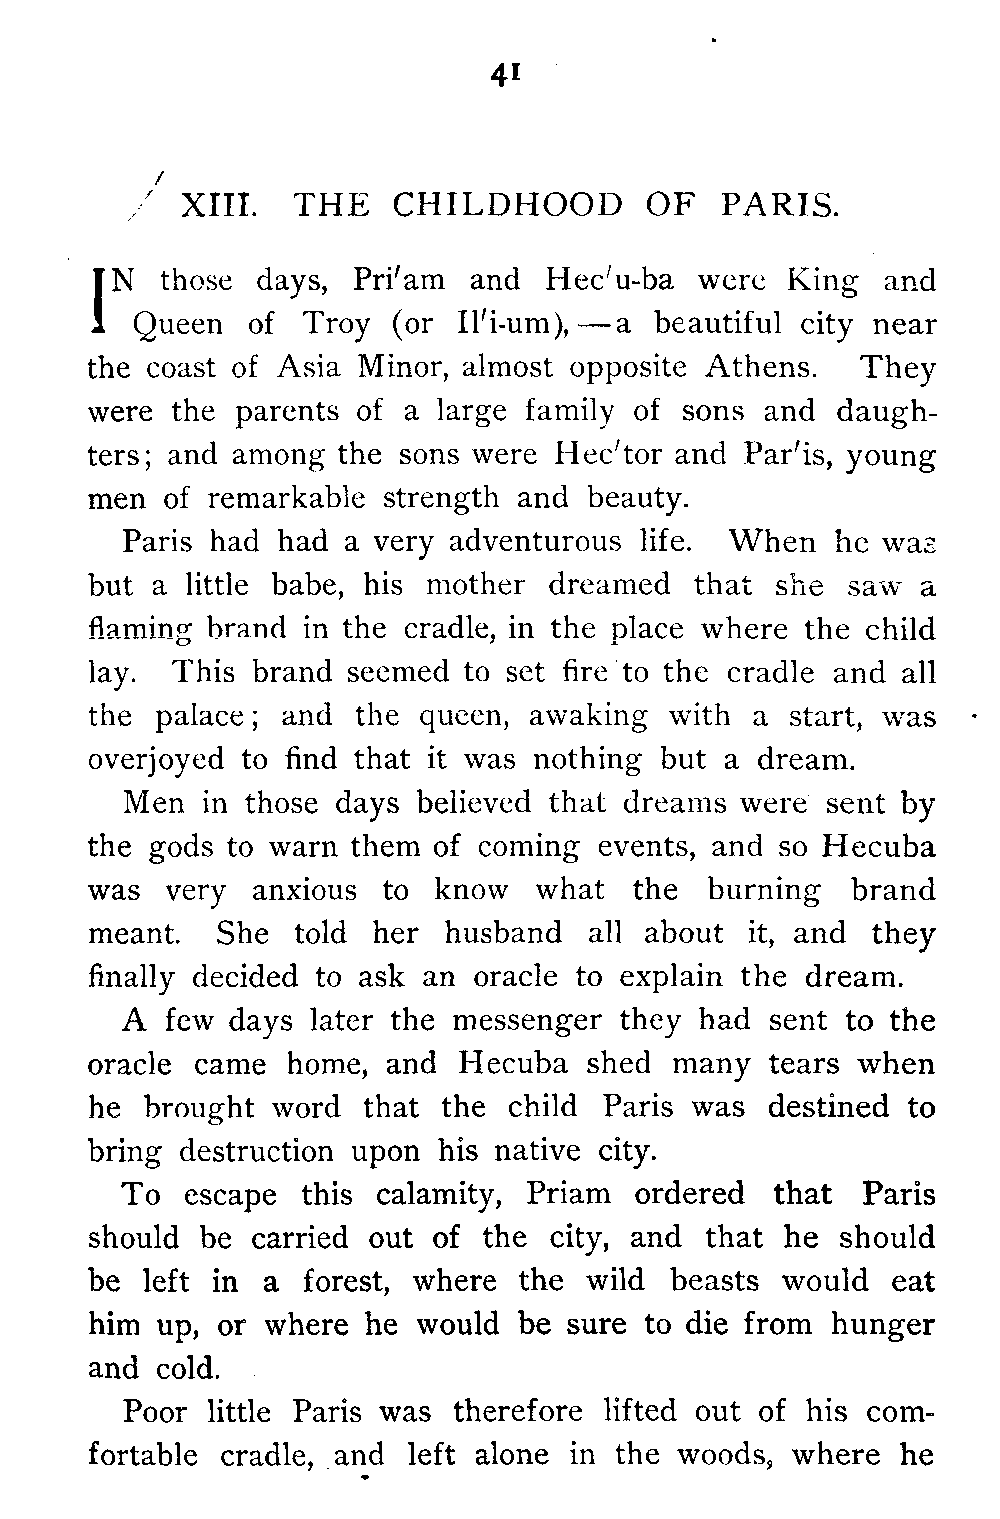 41
XIII. THE CHILDHOOD OF PARIS.
IN those days, Pri'am and Hec'u-ba were King and
Queen of Troy (or Il'i-um),—a beautiful city near
the coast of Asia Minor, almost opposite Athens. They
were the parents of a large family of sons and daugh-
ters; and among the sons were Hec'tor and Par'is, young
men of remarkable strength and beauty.
Paris had had a very adventurous life. When he was
but a little babe, his mother dreamed that she saw a
flaming brand in the cradle, in the place where the child
lay. This brand seemed to set fire to the cradle and all
the palace; and the queen, awaking with a start, was
overjoyed to find that it was nothing but a dream.
Men in those days believed that dreams were sent by
the gods to warn them of coming events, and so Hecuba
was very anxious to know what the burning brand
meant. She told her husband all about it, and they
finally decided to ask an oracle to explain the dream.
A few days later the messenger they had sent to the
oracle came home, and Hecuba shed many tears when
he brought word that the child Paris was destined to
bring destruction upon his native city.
To escape this calamity, Priam ordered that Paris
should be carried out of the city, and that he should
be left in a forest, where the wild beasts would eat
him up, or where he would be sure to die from hunger
and cold.
Poor little Paris was therefore lifted out of his com-
fortable cradle, and left alone in the woods, where he